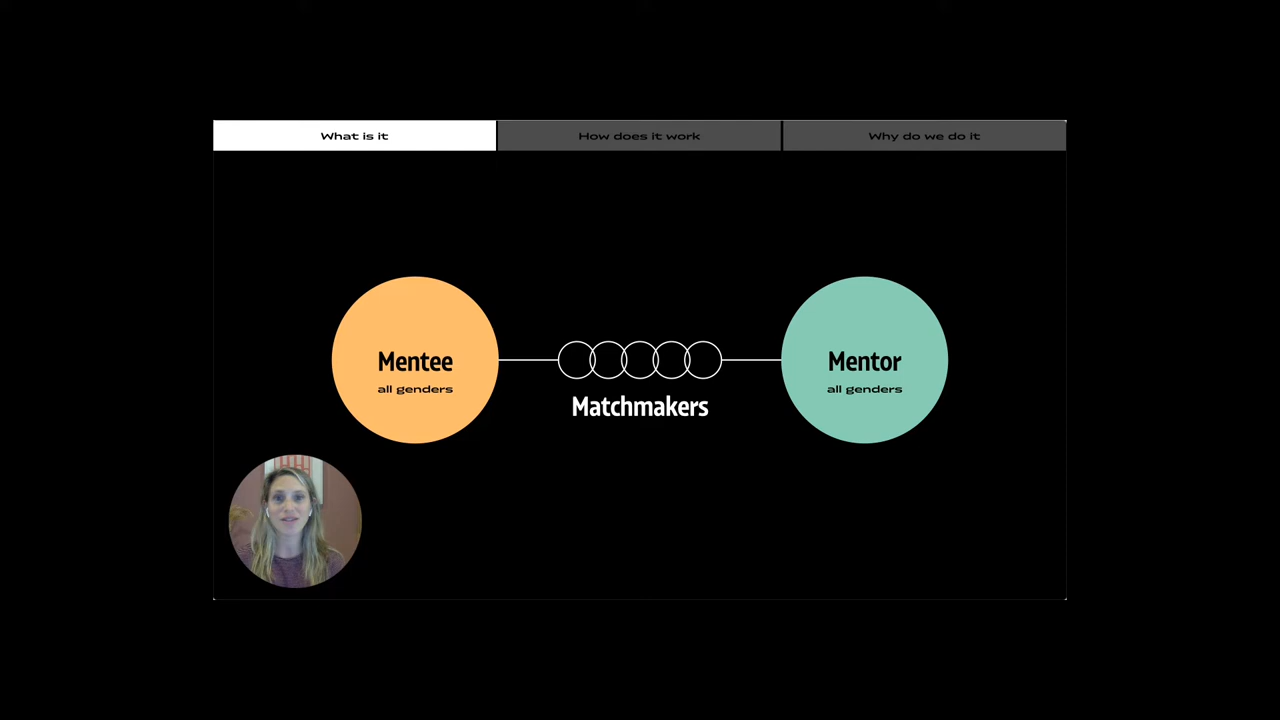 What is it
How does it work
Why do we do it
Mentee
all genders
Matchmakers
Mentor
all genders